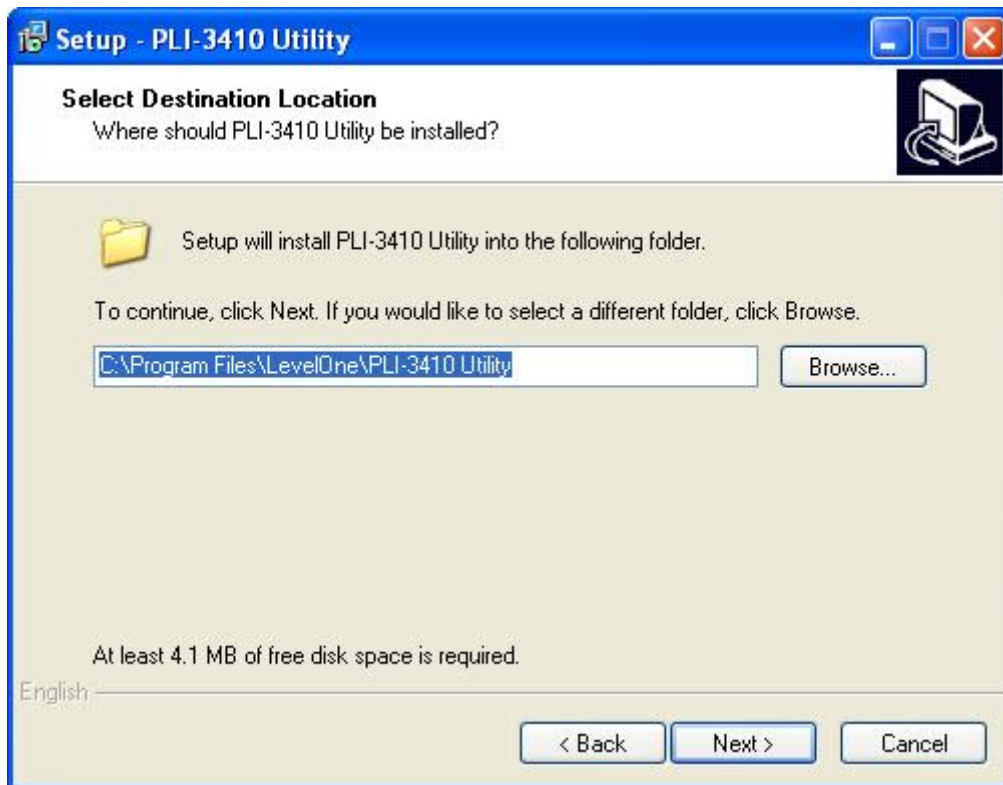 Setup - PLI-3410 Utility
Select Destination Location
Where should PLI-3410 Utility be installed?
Setup will install PLI-3410 Utility into the following folder.
To continue, click Next. If you would like to select a different folder, click Browse.
C:\Program Files\LevelOne\PLI-3410 Utility
Browse...
At least 4.1 MB of free disk space is required.
English
< Back
Next >
Cancel